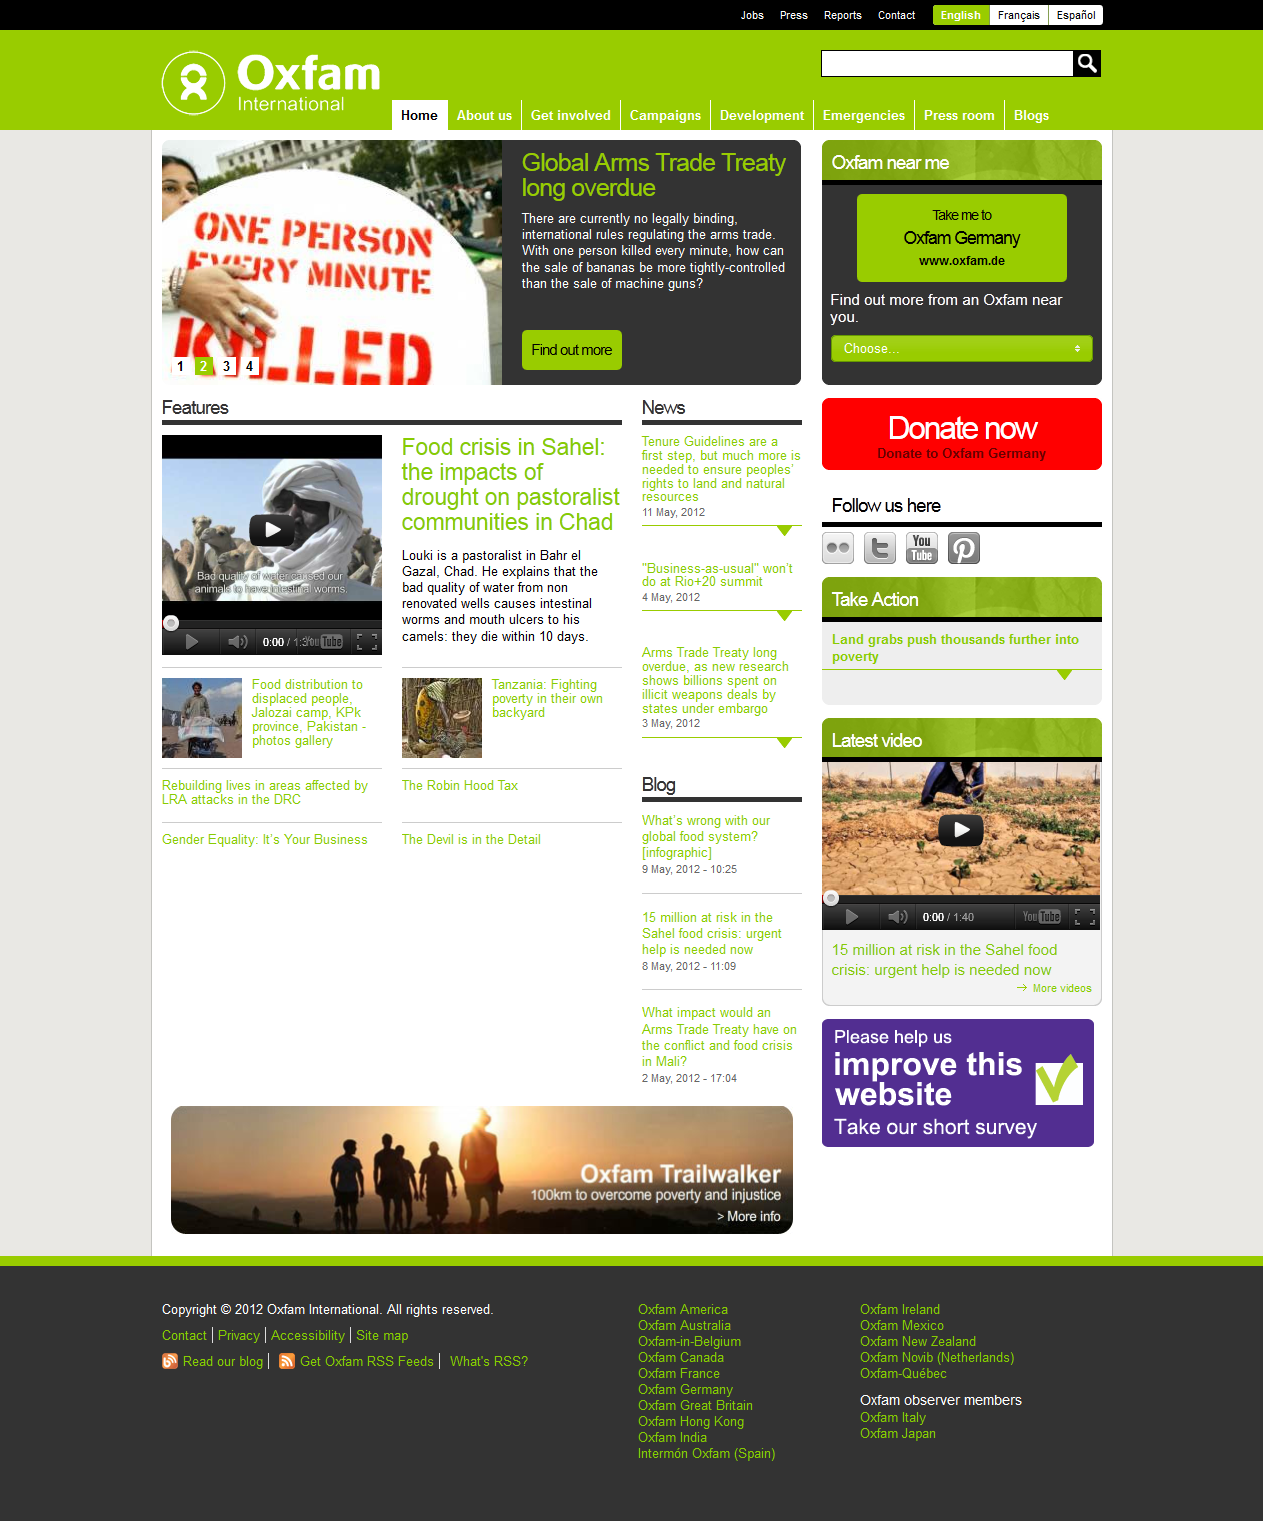 Jobs Press Reports Contact English Français Español
Oxfam
International
Home About us Get involved Campaigns Development Emergencies Press room Blogs
ONE PERSON
EVERY MINUTE
KILLED
1 2 3 4
Global Arms Trade Treaty
long overdue
There are currently no legally binding,
international rules regulating the arms trade.
With one person killed every minute, how can
the sale of bananas be more tightly-controlled
than the sale of machine guns?
Find out more
Oxfam near me
Take me to
Oxfam Germany
www.oxfam.de
Find out more from an Oxfam near
you.
Choose...
Features
Bad quality of water caused our
animals to have intestinal worms.
0:00 / 1:3 YouTube
Food crisis in Sahel:
the impacts of
drought on pastoralist
communities in Chad
Louki is a pastoralist in Bahr el
Gazal, Chad. He explains that the
bad quality of water from non
renovated wells causes intestinal
worms and mouth ulcers to his
camels: they die within 10 days.
Food distribution to
displaced people,
Jalozai camp, KPk
province, Pakistan -
photos gallery
Tanzania: Fighting
poverty in their own
backyard
Rebuilding lives in areas affected by
LRA attacks in the DRC
The Robin Hood Tax
Gender Equality: It's Your Business
The Devil is in the Detail
News
Tenure Guidelines are a
first step, but much more is
needed to ensure peoples'
rights to land and natural
resources
11 May, 2012
"Business-as-usual" won't
do at Rio+20 summit
4 May, 2012
Arms Trade Treaty long
overdue, as new research
shows billions spent on
illicit weapons deals by
states under embargo
3 May, 2012
Blog
What's wrong with our
global food system?
[infographic]
9 May, 2012 - 10:25
15 million at risk in the
Sahel food crisis: urgent
help is needed now
8 May, 2012 - 11:09
What impact would an
Arms Trade Treaty have on
the conflict and food crisis
in Mali?
2 May, 2012 - 17:04
Donate now
Donate to Oxfam Germany
Follow us here
You
Tube
Take Action
Land grabs push thousands further into
poverty
Latest video
0:00 / 1:40 YouTube
15 million at risk in the Sahel food
crisis: urgent help is needed now
More videos
Please help us
improve this
website
Take our short survey
Oxfam Trailwalker
100km to overcome poverty and injustice
> More info
Copyright © 2012 Oxfam International. All rights reserved.
Contact Privacy Accessibility Site map
Read our blog Get Oxfam RSS Feeds What's RSS?
Oxfam America
Oxfam Australia
Oxfam-in-Belgium
Oxfam Canada
Oxfam France
Oxfam Germany
Oxfam Great Britain
Oxfam Hong Kong
Oxfam India
Intermón Oxfam (Spain)
Oxfam Ireland
Oxfam Mexico
Oxfam New Zealand
Oxfam Novib (Netherlands)
Oxfam-Québec
Oxfam observer members
Oxfam Italy
Oxfam Japan